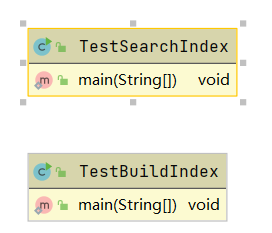 TestSearchIndex
main(String[]) void
TestBuildIndex
main(String[]) void